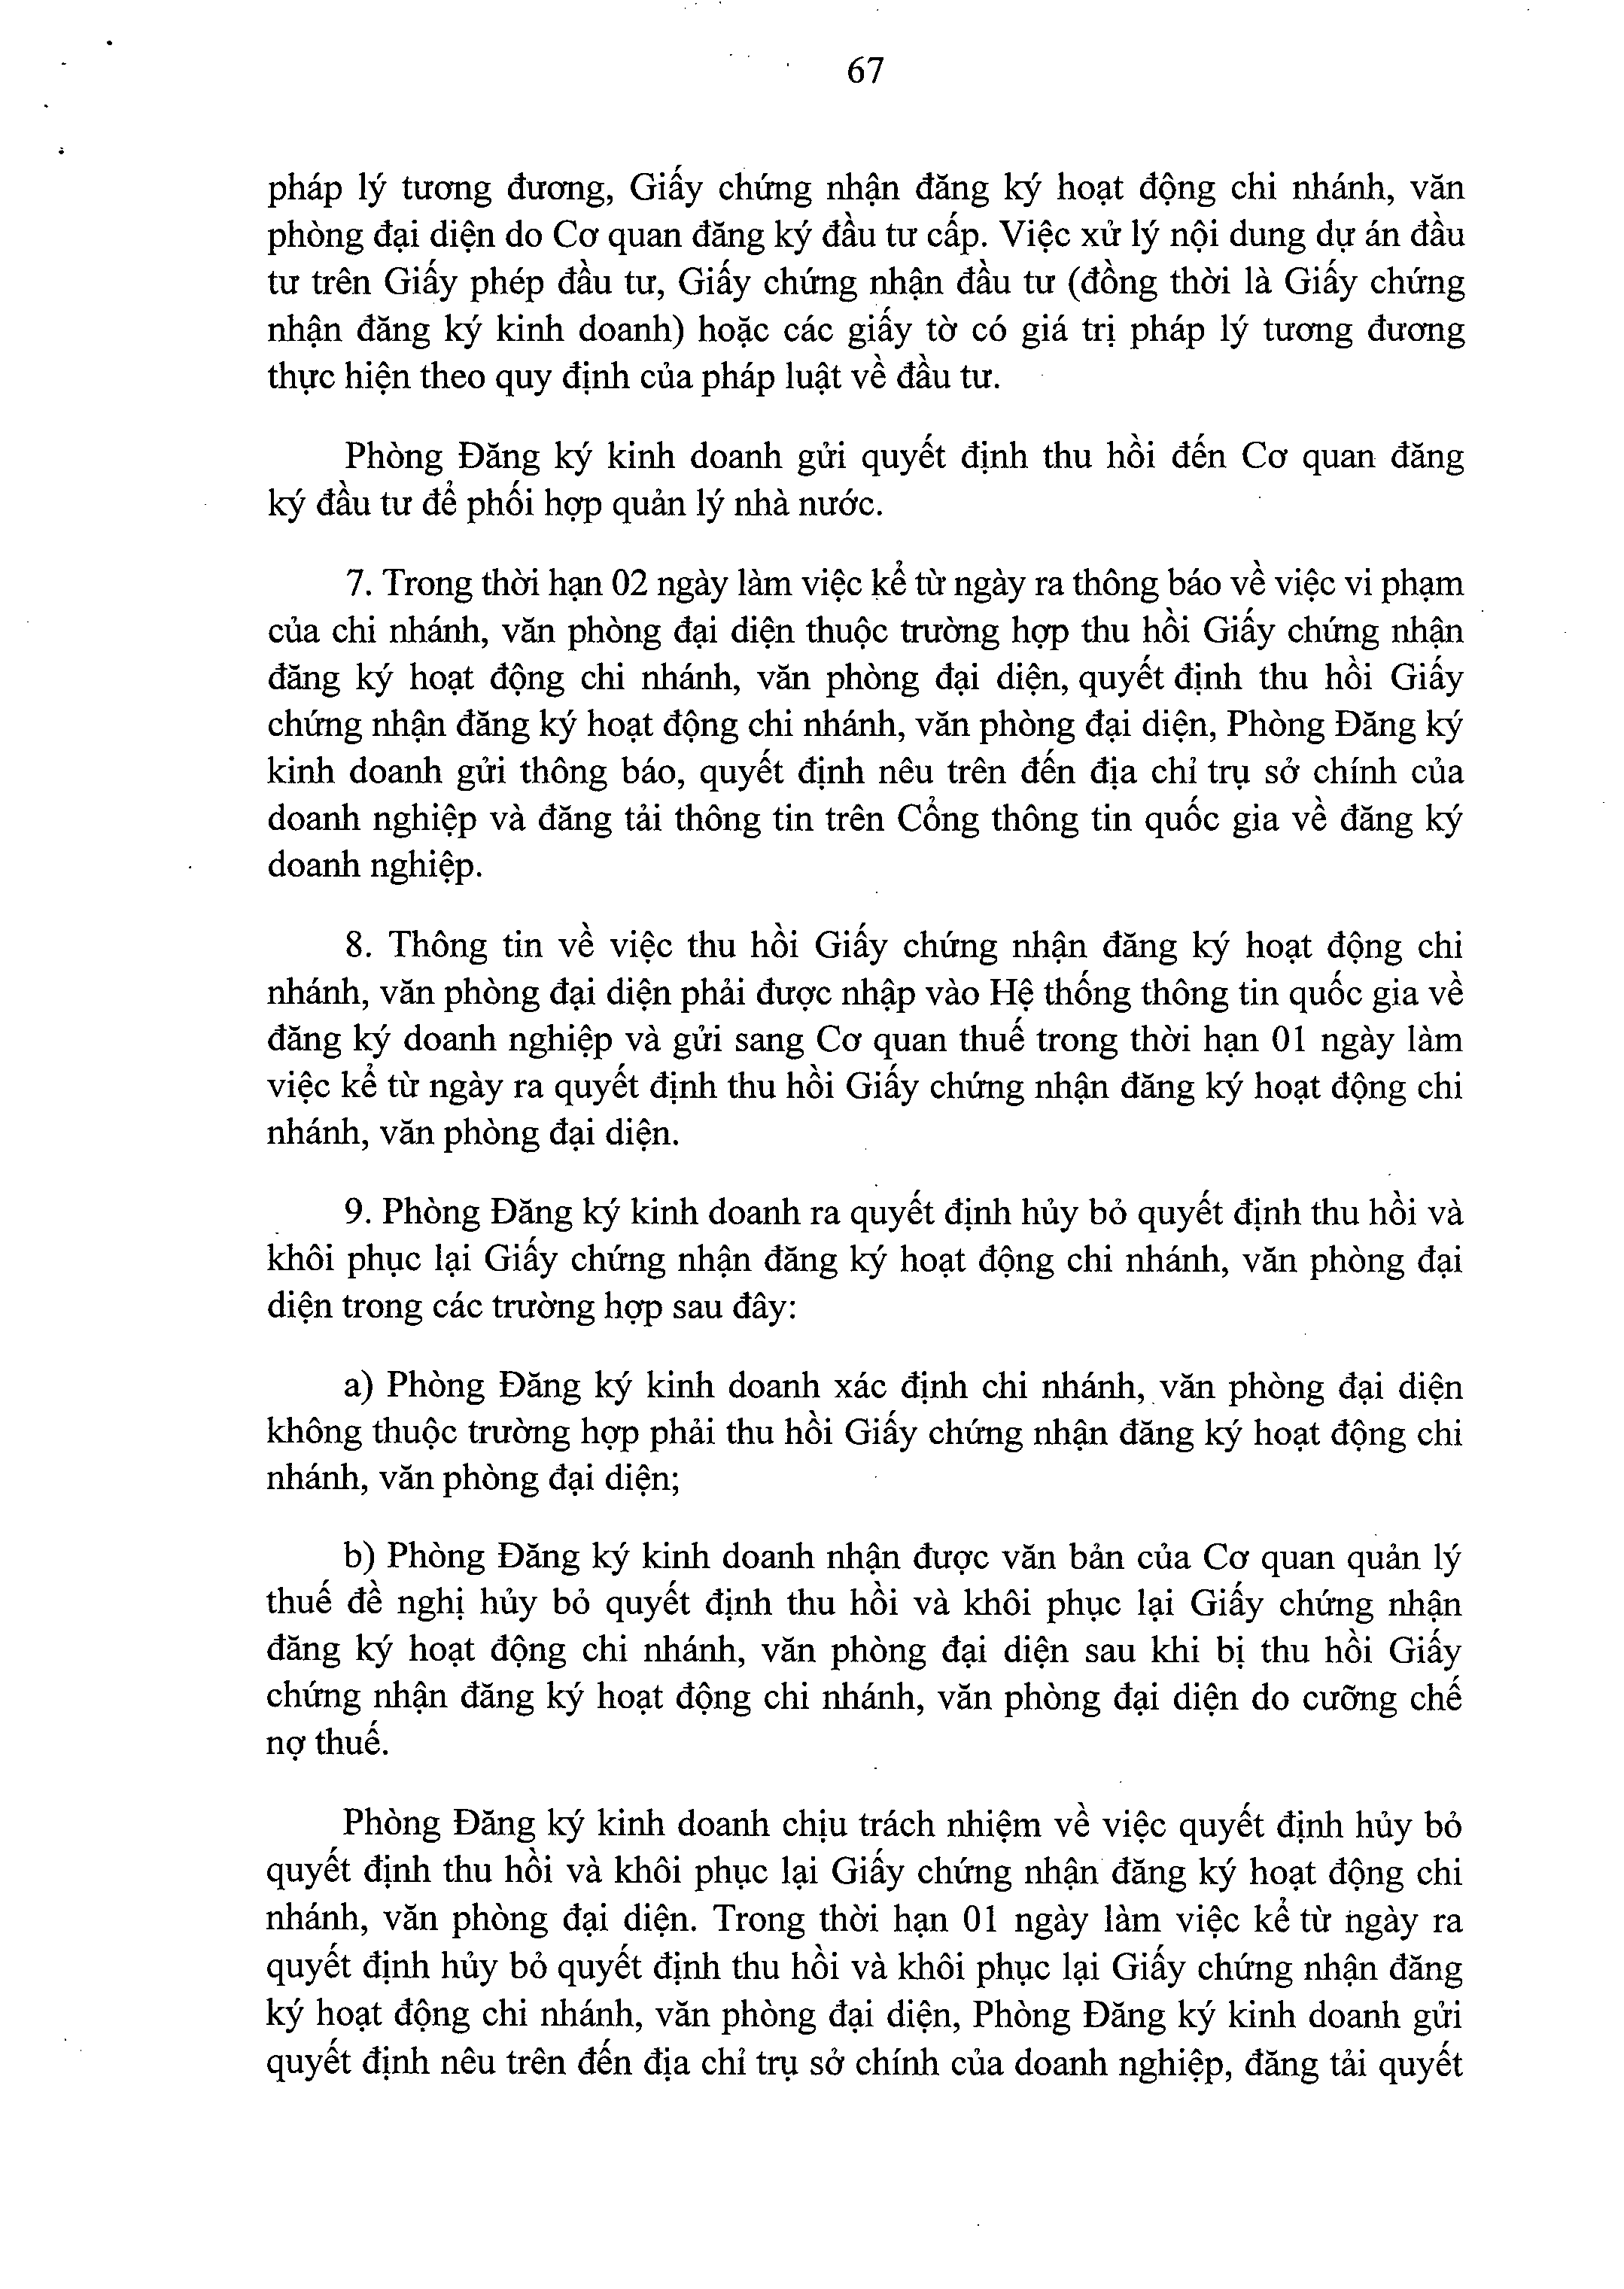 67
pháp lý tương đương, Giấy chứng nhận đăng ký hoạt động chi nhánh, văn
phòng đại diện do Cơ quan đăng ký đầu tư cấp. Việc xử lý nội dung dự án đầu
tư trên Giấy phép đầu tư, Giấy chứng nhận đầu tư (đồng thời là Giấy chứng
nhận đăng ký kinh doanh) hoặc các giấy tờ có giá trị pháp lý tương đương
thực hiện theo quy định của pháp luật về đầu tư.
Phòng Đăng ký kinh doanh gửi quyết định thu hồi đến Cơ quan đăng
ký đầu tư để phối hợp quản lý nhà nước.
7. Trong thời hạn 02 ngày làm việc kể từ ngày ra thông báo về việc vi phạm
của chi nhánh, văn phòng đại diện thuộc trường hợp thu hồi Giấy chứng nhận
đăng ký hoạt động chi nhánh, văn phòng đại diện, quyết định thu hồi Giấy
chứng nhận đăng ký hoạt động chi nhánh, văn phòng đại diện, Phòng Đăng ký
kinh doanh gửi thông báo, quyết định nêu trên đến địa chỉ trụ sở chính của
doanh nghiệp và đăng tải thông tin trên Cổng thông tin quốc gia về đăng ký
doanh nghiệp.
8. Thông tin về việc thu hồi Giấy chứng nhận đăng ký hoạt động chi
nhánh, văn phòng đại diện phải được nhập vào Hệ thống thông tin quốc gia về
đăng ký doanh nghiệp và gửi sang Cơ quan thuế trong thời hạn 01 ngày làm
việc kể từ ngày ra quyết định thu hồi Giấy chứng nhận đăng ký hoạt động chi
nhánh, văn phòng đại diện.
9. Phòng Đăng ký kinh doanh ra quyết định hủy bỏ quyết định thu hồi và
khôi phục lại Giấy chứng nhận đăng ký hoạt động chi nhánh, văn phòng đại
diện trong các trường hợp sau đây:
a) Phòng Đăng ký kinh doanh xác định chi nhánh, văn phòng đại diện
không thuộc trường hợp phải thu hồi Giấy chứng nhận đăng ký hoạt động chi
nhánh, văn phòng đại diện;
b) Phòng Đăng ký kinh doanh nhận được văn bản của Cơ quan quản lý
thuế đề nghị hủy bỏ quyết định thu hồi và khôi phục lại Giấy chứng nhận
đăng ký hoạt động chi nhánh, văn phòng đại diện sau khi bị thu hồi Giấy
chứng nhận đăng ký hoạt động chi nhánh, văn phòng đại diện do cưỡng chế
nợ thuế.
Phòng Đăng ký kinh doanh chịu trách nhiệm về việc quyết định hủy bỏ
quyết định thu hồi và khôi phục lại Giấy chứng nhận đăng ký hoạt động chi
nhánh, văn phòng đại diện. Trong thời hạn 01 ngày làm việc kể từ ngày ra
quyết định hủy bỏ quyết định thu hồi và khôi phục lại Giấy chứng nhận đăng
ký hoạt động chi nhánh, văn phòng đại diện, Phòng Đăng ký kinh doanh gửi
quyết định nêu trên đến địa chỉ trụ sở chính của doanh nghiệp, đăng tải quyết